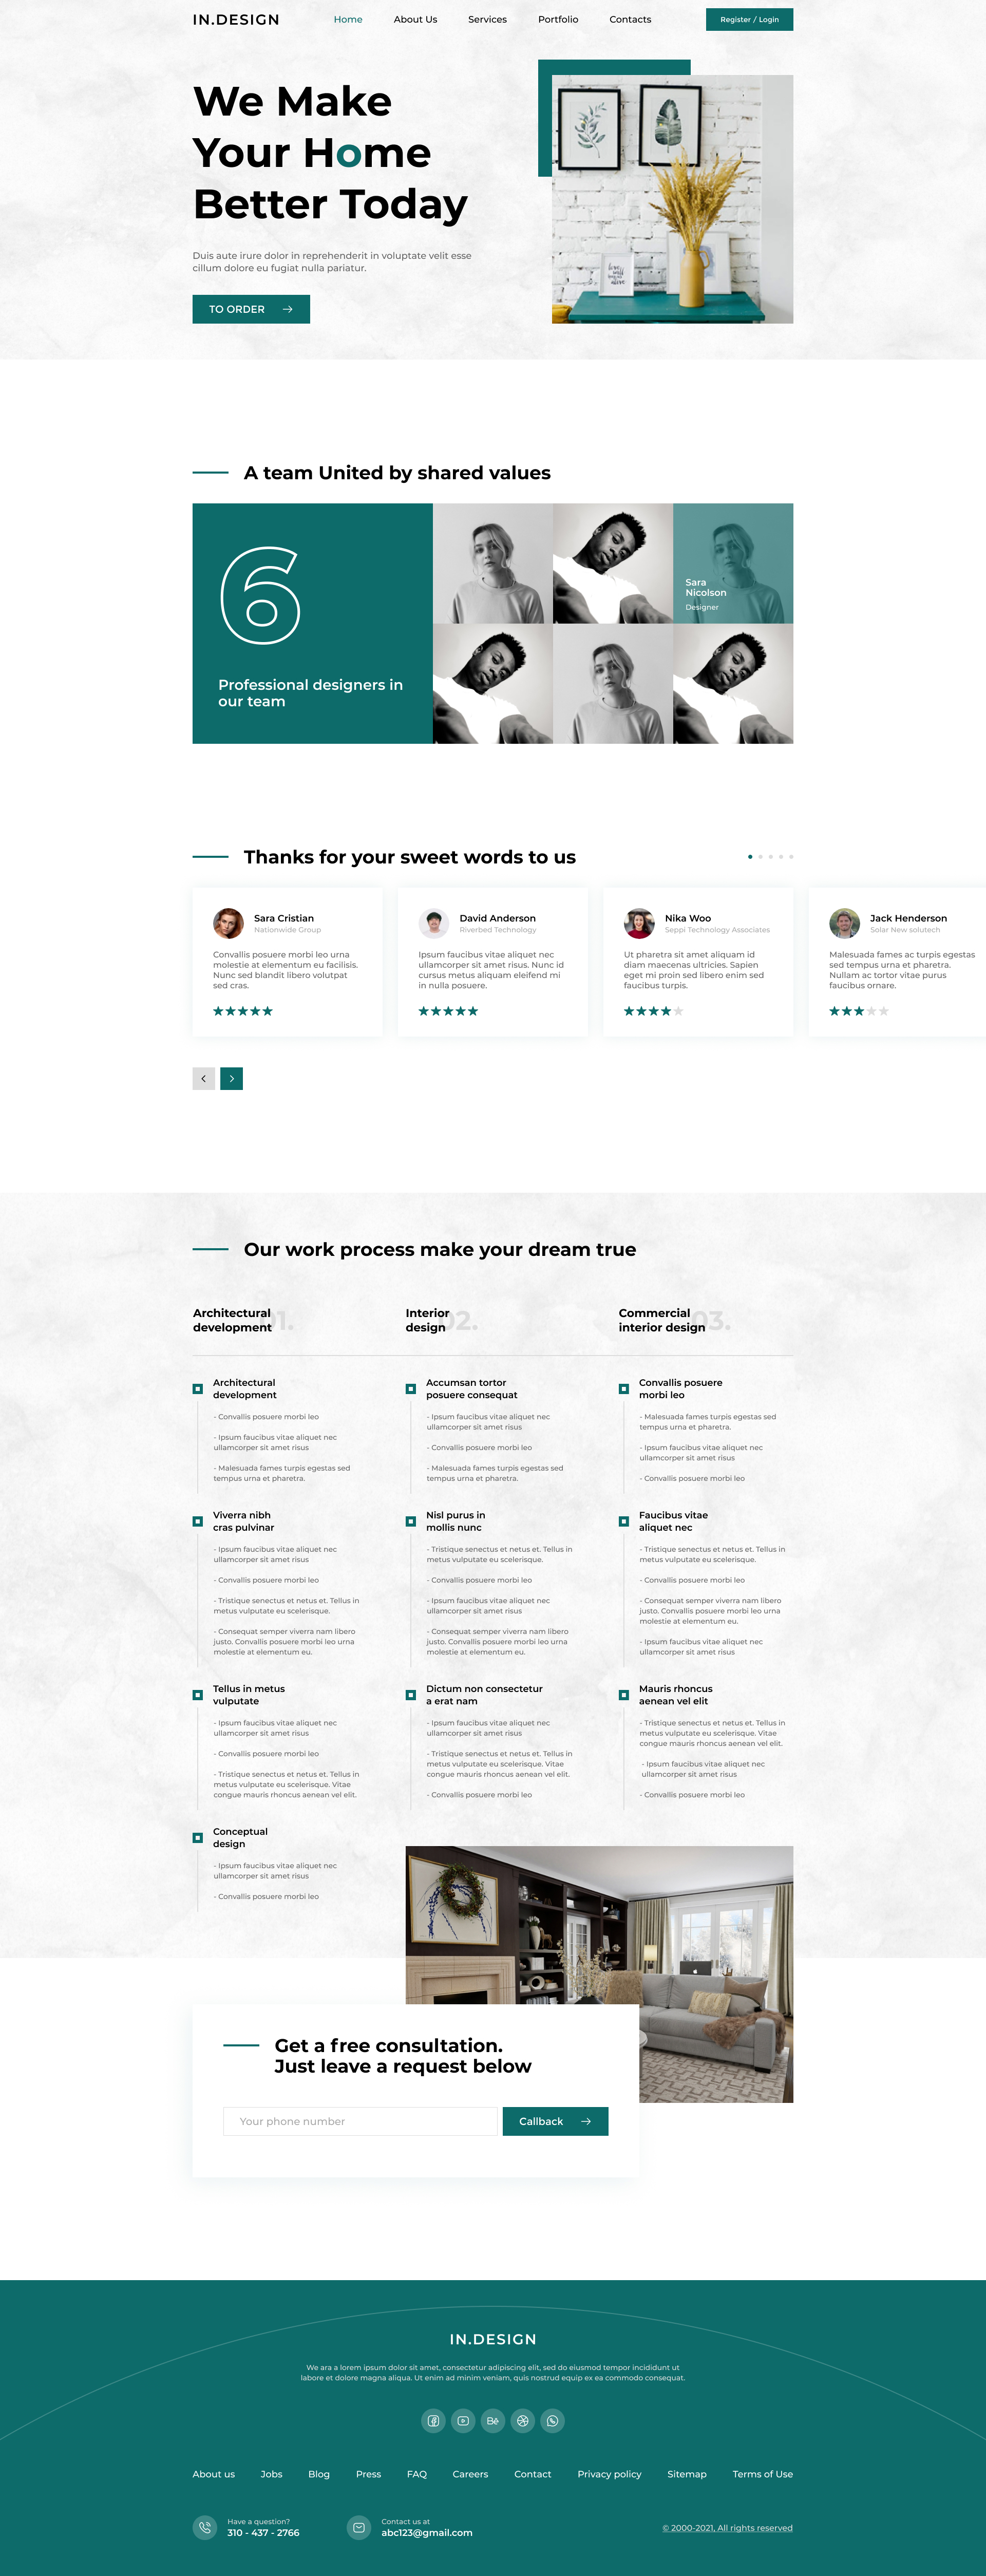 IN.DESIGN
Home
About Us
Services
Portfolio
Contacts
Register / Login
We Make
Your Home
Better Today
Duis aute irure dolor in reprehenderit in voluptate velit esse
cillum dolore eu fugiat nulla pariatur.
TO ORDER
A team United by shared values
6
Professional designers in
our team
Sara
Nicolson
Designer
Thanks for your sweet words to us
Sara Cristian
Nationwide Group
Convallis posuere morbi leo urna
molestie at elementum eu facilisis.
Nunc sed blandit libero volutpat
sed cras.
David Anderson
Riverbed Technology
Ipsum faucibus vitae aliquet nec
ullamcorper sit amet risus. Nunc id
cursus metus aliquam eleifend mi
in nulla posuere.
Nika Woo
Seppi Technology Associates
Ut pharetra sit amet aliquam id
diam maecenas ultricies. Sapien
eget mi proin sed libero enim sed
faucibus turpis.
Jack Henderson
Solar New solutech
Malesuada fames ac turpis egestas
sed tempus urna et pharetra.
Nullam ac tortor vitae purus
faucibus ornare.
Our work process make your dream true
Architectural
development
01.
Interior
design
02.
Commercial
interior design
03.
Architectural
development
- Convallis posuere morbi leo
- Ipsum faucibus vitae aliquet nec
ullamcorper sit amet risus
- Malesuada fames turpis egestas sed
tempus urna et pharetra.
Viverra nibh
cras pulvinar
- Ipsum faucibus vitae aliquet nec
ullamcorper sit amet risus
- Convallis posuere morbi leo
- Tristique senectus et netus et. Tellus in
metus vulputate eu scelerisque.
- Consequat semper viverra nam libero
justo. Convallis posuere morbi leo urna
molestie at elementum eu.
Tellus in metus
vulputate
- Ipsum faucibus vitae aliquet nec
ullamcorper sit amet risus
- Convallis posuere morbi leo
- Tristique senectus et netus et. Tellus in
metus vulputate eu scelerisque. Vitae
congue mauris rhoncus aenean vel elit.
Conceptual
design
- Ipsum faucibus vitae aliquet nec
ullamcorper sit amet risus
- Convallis posuere morbi leo
Accumsan tortor
posuere consequat
- Ipsum faucibus vitae aliquet nec
ullamcorper sit amet risus
- Convallis posuere morbi leo
- Malesuada fames turpis egestas sed
tempus urna et pharetra.
Nisl purus in
mollis nunc
- Tristique senectus et netus et. Tellus in
metus vulputate eu scelerisque.
- Convallis posuere morbi leo
- Ipsum faucibus vitae aliquet nec
ullamcorper sit amet risus
- Consequat semper viverra nam libero
justo. Convallis posuere morbi leo urna
molestie at elementum eu.
Dictum non consectetur
a erat nam
- Ipsum faucibus vitae aliquet nec
ullamcorper sit amet risus
- Tristique senectus et netus et. Tellus in
metus vulputate eu scelerisque. Vitae
congue mauris rhoncus aenean vel elit.
- Convallis posuere morbi leo
Convallis posuere
morbi leo
- Malesuada fames turpis egestas sed
tempus urna et pharetra.
- Ipsum faucibus vitae aliquet nec
ullamcorper sit amet risus
- Convallis posuere morbi leo
Faucibus vitae
aliquet nec
- Tristique senectus et netus et. Tellus in
metus vulputate eu scelerisque.
- Convallis posuere morbi leo
- Consequat semper viverra nam libero
justo. Convallis posuere morbi leo urna
molestie at elementum eu.
- Ipsum faucibus vitae aliquet nec
ullamcorper sit amet risus
Mauris rhoncus
aenean vel elit
- Tristique senectus et netus et. Tellus in
metus vulputate eu scelerisque. Vitae
congue mauris rhoncus aenean vel elit.
- Ipsum faucibus vitae aliquet nec
ullamcorper sit amet risus
- Convallis posuere morbi leo
Get a free consultation.
Just leave a request below
Your phone number
Callback
IN.DESIGN
We ara a lorem ipsum dolor sit amet, consectetur adipiscing elit, sed do eiusmod tempor incididunt ut
labore et dolore magna aliqua. Ut enim ad minim veniam, quis nostrud equip ex ea commodo consequat.
Bē
About us
Jobs
Blog
Press
FAQ
Careers
Contact
Privacy policy
Sitemap
Terms of Use
Have a question?
310 - 437 - 2766
Contact us at
abc123@gmail.com
© 2000-2021, All rights reserved